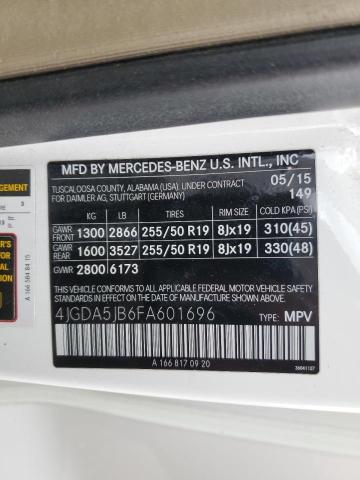 MFD BY MERCEDES-BENZ U.S. INTL., INC
TUSCALOOSA COUNTY, ALABAMA (USA). UNDER CONTRACT 05/15
FOR DAIMLER AG, STUTTGART (GERMANY) 149
KG LB TIRES RIM SIZE COLD KPA (PSI)
GAWR FRONT 1300 2866 255/50 R19 8Jx19 310(45)
GAWR REAR 1600 3527 255/50 R19 8Jx19 330(48)
GVWR 2800 6173
THIS VEHICLE CONFORMS TO ALL APPLICABLE FEDERAL
MOTOR VEHICLE SAFETY STANDARDS IN EFFECT ON THE
DATE OF MANUFACTURE SHOWN ABOVE.
4JGDA5JB6FA601696 TYPE: MPV
A 166 817 09 20
A 166 584 84 15